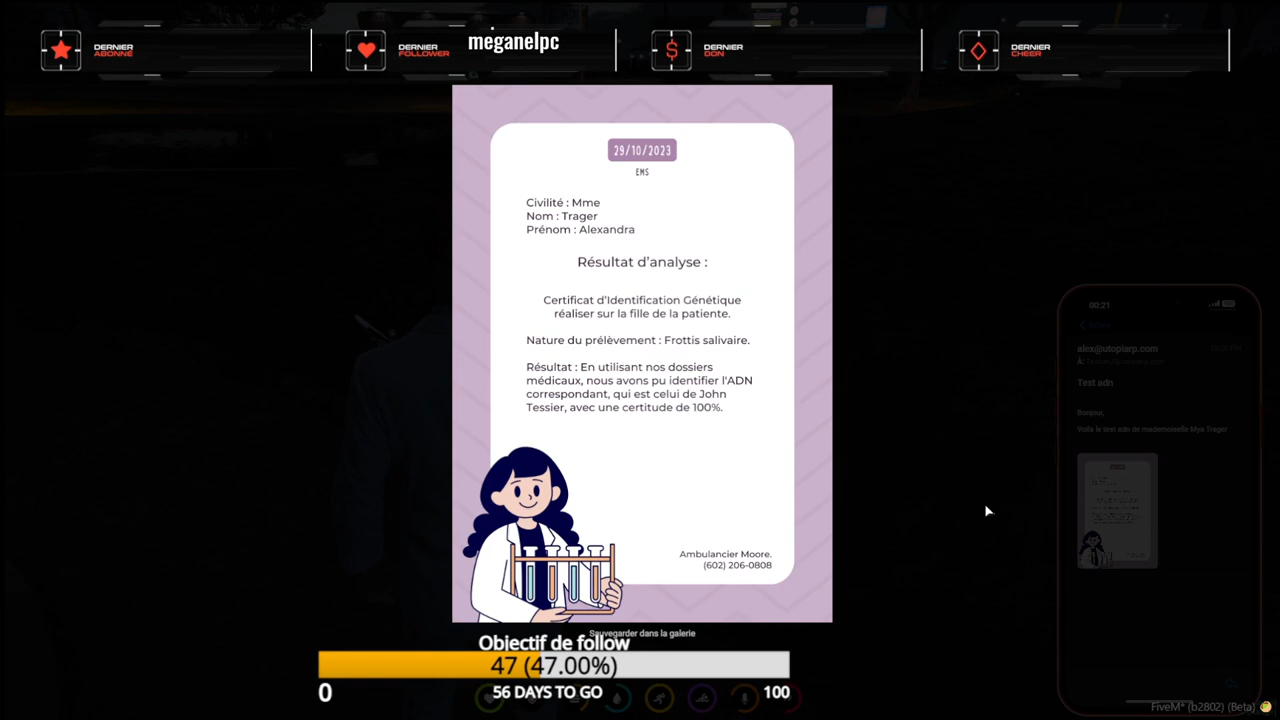 DERNIER
ABONNÉ
DERNIER
FOLLOWER
meganelpc
DERNIER
DON
DERNIER
CHEER
29/10/2023
EMS
Civilité : Mme
Nom : Trager
Prénom : Alexandra
Résultat d'analyse :
Certificat d'Identification Génétique
réaliser sur la fille de la patiente.
Nature du prélèvement : Frottis salivaire.
Résultat : En utilisant nos dossiers
médicaux, nous avons pu identifier l'ADN
correspondant, qui est celui de John
Tessier, avec une certitude de 100%.
Ambulancier Moore.
(602) 206-0808
Sauvegarder dans la galerie
Objectif de follow
47 (47.00%)
0
56 DAYS TO GO
100
00:21
alex@utopiarp.com
Test adn
Bonjour,
Voila le test adn de mademoiselle Mya Trager
FiveM* (b2802) (Beta)